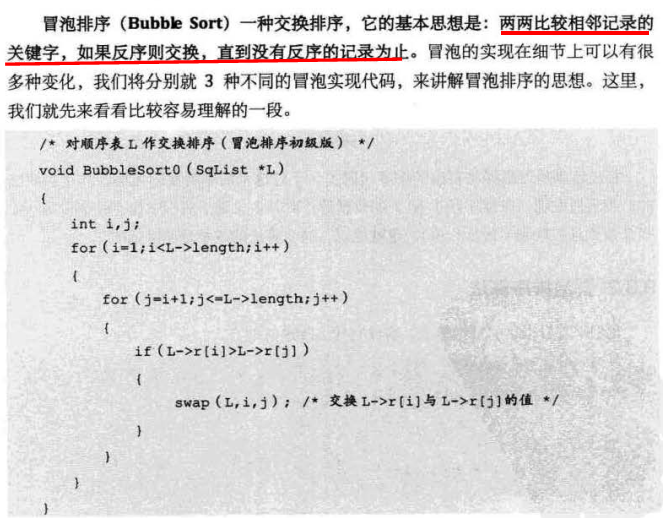 冒泡排序（Bubble Sort）一种交换排序，它的基本思想是：两两比较相邻记录的
关键字，如果反序则交换，直到没有反序的记录为止。冒泡的实现在细节上可以有很
多种变化，我们将分别就 3 种不同的冒泡实现代码，来讲解冒泡排序的思想。这里，
我们就先来看看比较容易理解的一段。
/* 对顺序表L作交换排序（冒泡排序初级版） */
void BubbleSort0（SqList *L）
{
int i,j;
for(i=1;i<L->length;i++)
{
for(j=i+1;j<=L->length;j++)
{
if(L->r[i]>L->r[j])
{
swap(L,i,j); /* 交换L->r[i]与L->r[j]的值 */
}
}
}
}